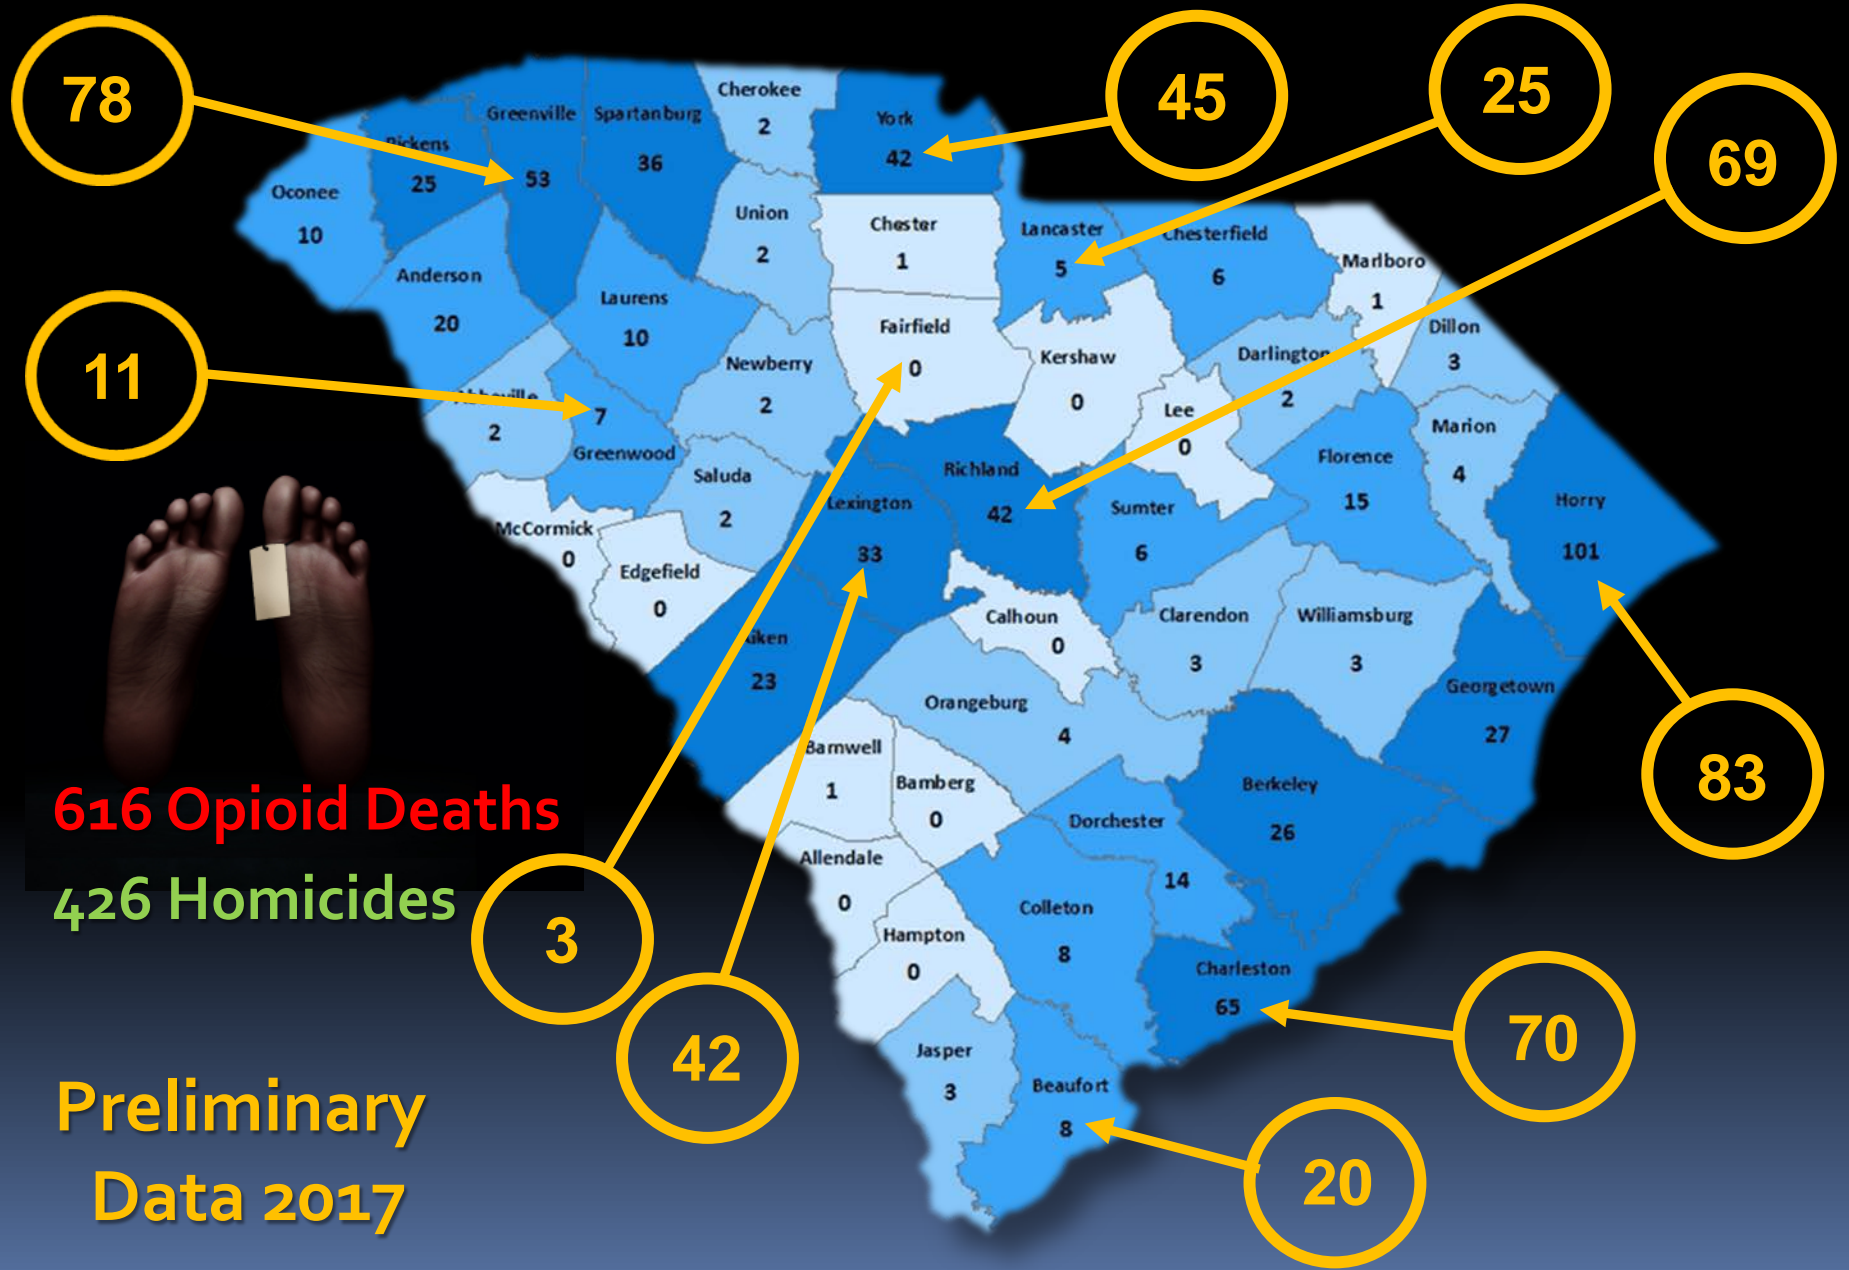 78
45
25
69
11
Cherokee
2
York
42
Greenville
53
Spartanburg
36
Pickens
25
Oconee
10
Union
2
Chester
1
Lancaster
5
Chesterfield
6
Marlboro
1
Anderson
20
Laurens
10
Fairfield
0
Kershaw
0
Darlington
2
Dillon
3
Newberry
2
Abbeville
2
7
Greenwood
Lee
0
Marion
4
Saluda
2
Richland
42
Florence
15
Lexington
33
Sumter
6
Horry
101
McCormick
0
Edgefield
0
Calhoun
0
Clarendon
3
Williamsburg
3
Aiken
23
Orangeburg
4
Georgetown
27
Barnwell
1
Bamberg
0
Berkeley
26
Dorchester
14
Allendale
0
Colleton
8
Hampton
0
Charleston
65
Jasper
3
Beaufort
8
83
616 Opioid Deaths
426 Homicides
3
42
70
20
Preliminary
Data 2017